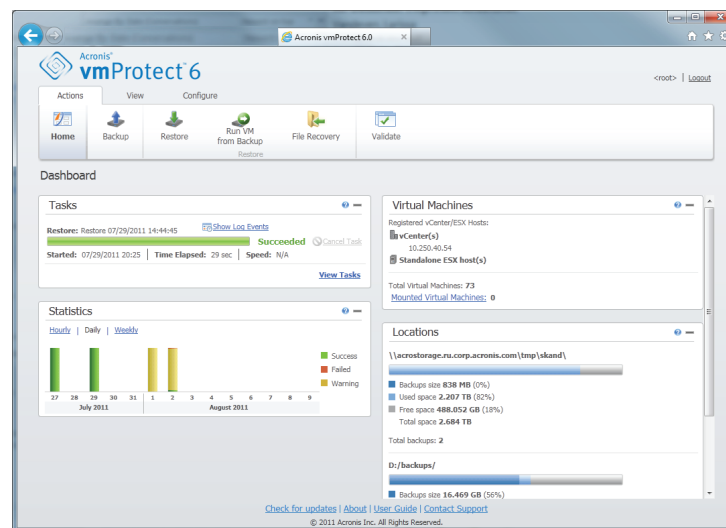 Acronis vmProtect 6.0
Acronis®
vmProtect™6
<root> | Logout
Actions View Configure
Home
Backup
Restore
Run VM
from Backup
File Recovery
Validate
Restore
Dashboard
Tasks
Restore: Restore 07/29/2011 14:44:45
Show Log Events
Succeeded
Cancel Task
Started: 07/29/2011 20:25 | Time Elapsed: 29 sec | Speed: N/A
View Tasks
Statistics
Hourly | Daily | Weekly
Success
Failed
Warning
27 28 29 30 31 1 2 3 4 5 6 7 8 9
July 2011 August 2011
Virtual Machines
Registered vCenter/ESX Hosts:
vCenter(s)
10.250.40.54
Standalone ESX host(s)
Total Virtual Machines: 73
Mounted Virtual Machines: 0
Locations
\\acrostorage.ru.corp.acronis.com\tmp\skand\
Backups size 838 MB (0%)
Used space 2.207 TB (82%)
Free space 488.052 GB (18%)
Total space 2.684 TB
Total backups: 2
D:/backups/
Backups size 16.469 GB (56%)
Check for updates | About | User Guide | Contact Support
© 2011 Acronis Inc. All Rights Reserved.